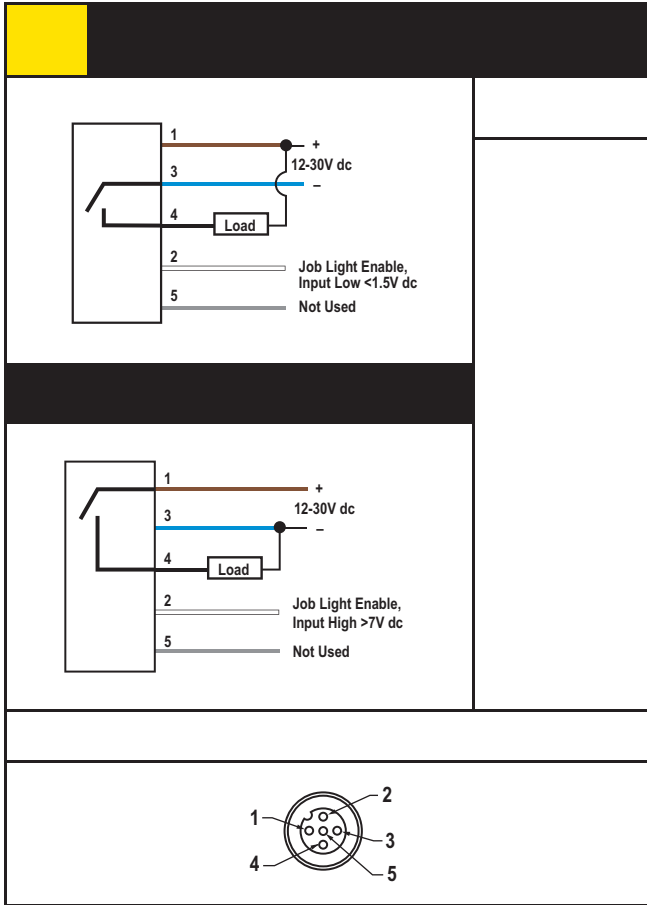 1
+
12-30V dc
3
–
4
Load
2
Job Light Enable,
Input Low <1.5V dc
5
Not Used
1
+
12-30V dc
3
–
4
Load
2
Job Light Enable,
Input High >7V dc
5
Not Used
2
1
3
4
5